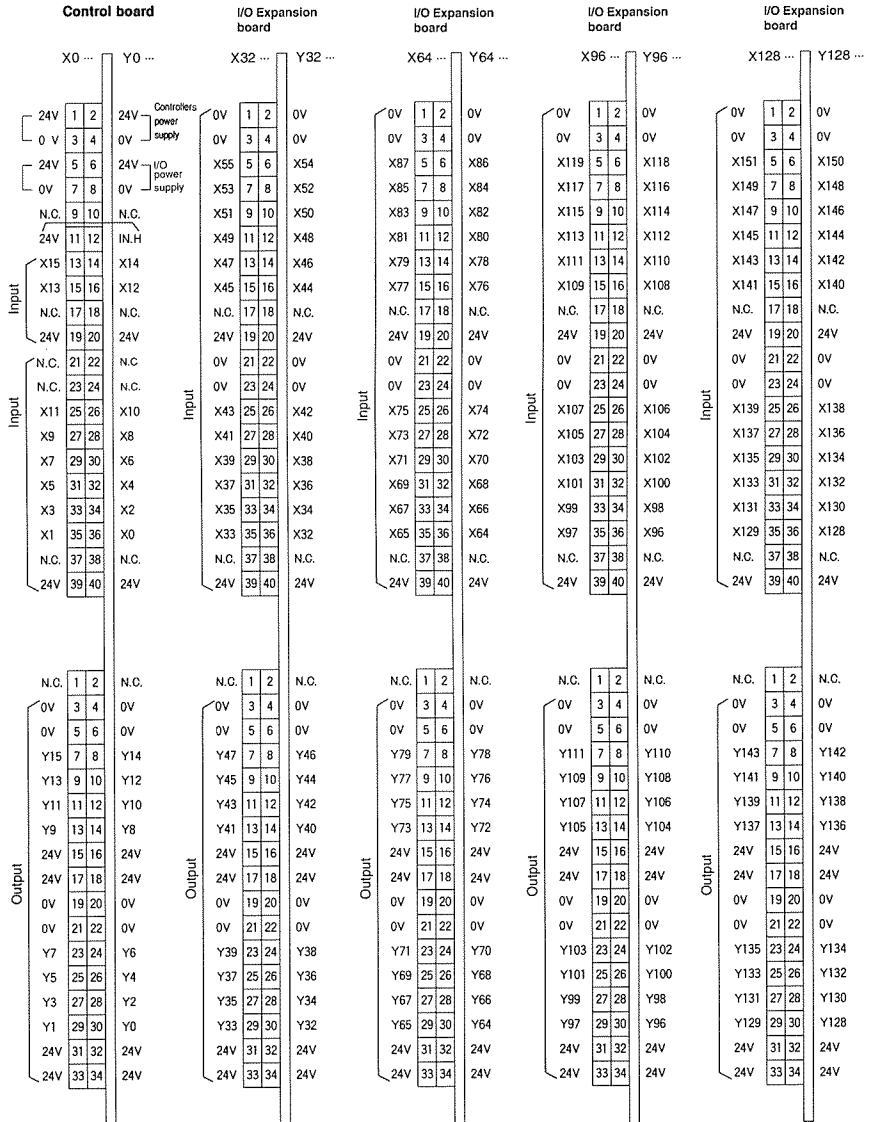 Control board I/O Expansion board I/O Expansion board I/O Expansion board I/O Expansion board
X0 ··· Y0 ··· X32 ··· Y32 ··· X64 ··· Y64 ··· X96 ··· Y96 ··· X128 ··· Y128 ···
24V 1 2 24V Controllers power supply 0V 1 2 0V 0V 1 2 0V 0V 1 2 0V 0V 1 2 0V
0 V 3 4 0V 0V 3 4 0V 0V 3 4 0V 0V 3 4 0V 0V 3 4 0V
24V 5 6 24V I/O power supply X55 5 6 X54 X87 5 6 X86 X119 5 6 X118 X151 5 6 X150
0V 7 8 0V X53 7 8 X52 X85 7 8 X84 X117 7 8 X116 X149 7 8 X148
N.C. 9 10 N.C. X51 9 10 X50 X83 9 10 X82 X115 9 10 X114 X147 9 10 X146
24V 11 12 IN.H X49 11 12 X48 X81 11 12 X80 X113 11 12 X112 X145 11 12 X144
X15 13 14 X14 X47 13 14 X46 X79 13 14 X78 X111 13 14 X110 X143 13 14 X142
Input X13 15 16 X12 X45 15 16 X44 X77 15 16 X76 X109 15 16 X108 X141 15 16 X140
N.C. 17 18 N.C. N.C. 17 18 N.C. N.C. 17 18 N.C. N.C. 17 18 N.C. N.C. 17 18 N.C.
24V 19 20 24V 24V 19 20 24V 24V 19 20 24V 24V 19 20 24V 24V 19 20 24V
N.C. 21 22 N.C 0V 21 22 0V 0V 21 22 0V 0V 21 22 0V 0V 21 22 0V
N.C. 23 24 N.C. 0V 23 24 0V 0V 23 24 0V 0V 23 24 0V 0V 23 24 0V
Input X11 25 26 X10 Input X43 25 26 X42 Input X75 25 26 X74 Input X107 25 26 X106 Input X139 25 26 X138
X9 27 28 X8 X41 27 28 X40 X73 27 28 X72 X105 27 28 X104 X137 27 28 X136
X7 29 30 X6 X39 29 30 X38 X71 29 30 X70 X103 29 30 X102 X135 29 30 X134
X5 31 32 X4 X37 31 32 X36 X69 31 32 X68 X101 31 32 X100 X133 31 32 X132
X3 33 34 X2 X35 33 34 X34 X67 33 34 X66 X99 33 34 X98 X131 33 34 X130
X1 35 36 X0 X33 35 36 X32 X65 35 36 X64 X97 35 36 X96 X129 35 36 X128
N.C. 37 38 N.C. N.C. 37 38 N.C. N.C. 37 38 N.C. N.C. 37 38 N.C. N.C. 37 38 N.C.
24V 39 40 24V 24V 39 40 24V 24V 39 40 24V 24V 39 40 24V 24V 39 40 24V
N.C. 1 2 N.C. N.C. 1 2 N.C. N.C. 1 2 N.C. N.C. 1 2 N.C. N.C. 1 2 N.C.
0V 3 4 0V 0V 3 4 0V 0V 3 4 0V 0V 3 4 0V 0V 3 4 0V
0V 5 6 0V 0V 5 6 0V 0V 5 6 0V 0V 5 6 0V 0V 5 6 0V
Y15 7 8 Y14 Y47 7 8 Y46 Y79 7 8 Y78 Y111 7 8 Y110 Y143 7 8 Y142
Y13 9 10 Y12 Y45 9 10 Y44 Y77 9 10 Y76 Y109 9 10 Y108 Y141 9 10 Y140
Y11 11 12 Y10 Y43 11 12 Y42 Y75 11 12 Y74 Y107 11 12 Y106 Y139 11 12 Y138
Y9 13 14 Y8 Y41 13 14 Y40 Y73 13 14 Y72 Y105 13 14 Y104 Y137 13 14 Y136
24V 15 16 24V 24V 15 16 24V 24V 15 16 24V 24V 15 16 24V 24V 15 16 24V
Output 24V 17 18 24V Output 24V 17 18 24V Output 24V 17 18 24V Output 24V 17 18 24V Output 24V 17 18 24V
0V 19 20 0V 0V 19 20 0V 0V 19 20 0V 0V 19 20 0V 0V 19 20 0V
0V 21 22 0V 0V 21 22 0V 0V 21 22 0V 0V 21 22 0V 0V 21 22 0V
Y7 23 24 Y6 Y39 23 24 Y38 Y71 23 24 Y70 Y103 23 24 Y102 Y135 23 24 Y134
Y5 25 26 Y4 Y37 25 26 Y36 Y69 25 26 Y68 Y101 25 26 Y100 Y133 25 26 Y132
Y3 27 28 Y2 Y35 27 28 Y34 Y67 27 28 Y66 Y99 27 28 Y98 Y131 27 28 Y130
Y1 29 30 Y0 Y33 29 30 Y32 Y65 29 30 Y64 Y97 29 30 Y96 Y129 29 30 Y128
24V 31 32 24V 24V 31 32 24V 24V 31 32 24V 24V 31 32 24V 24V 31 32 24V
24V 33 34 24V 24V 33 34 24V 24V 33 34 24V 24V 33 34 24V 24V 33 34 24V